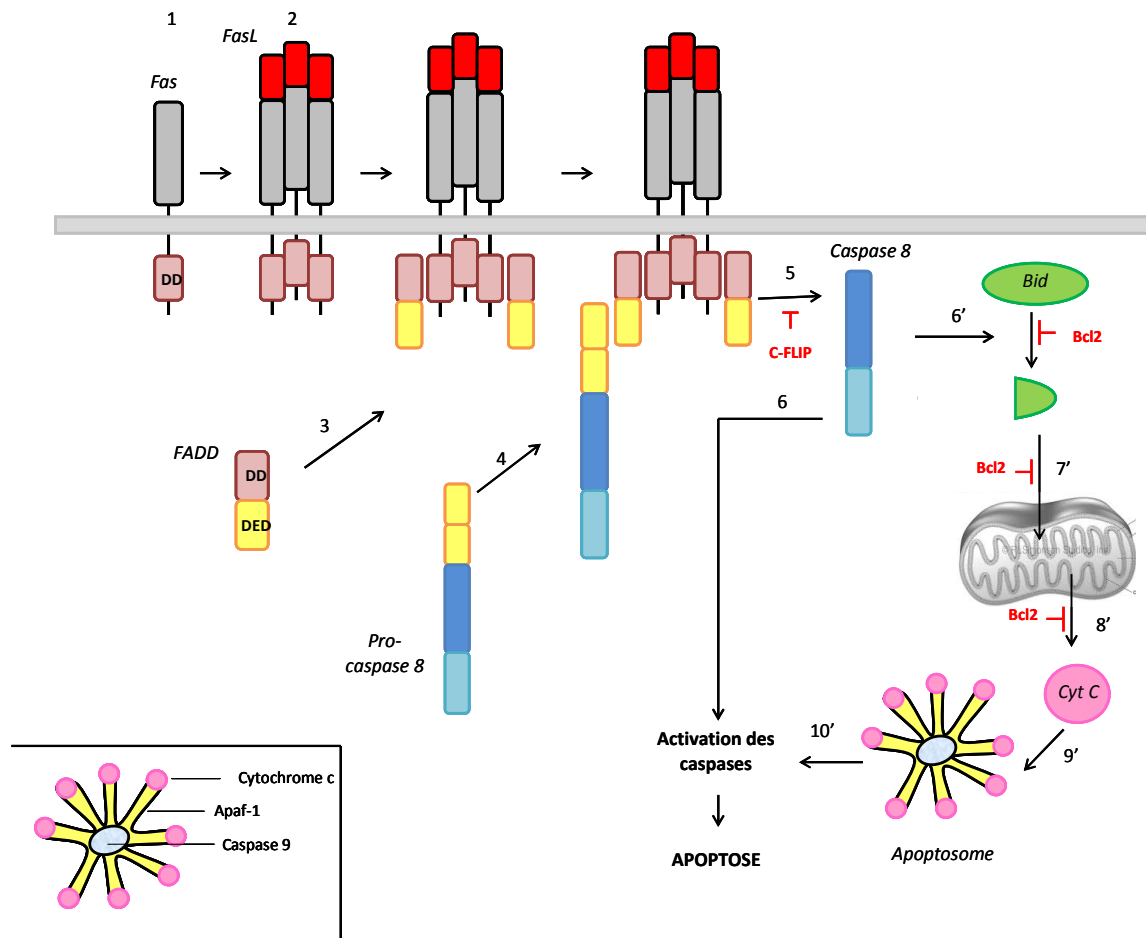 1
2
FasL
Fas
DD
FADD
DD
DED
3
4
Pro-
caspase 8
5
C-FLIP
Caspase 8
6
6’
Bid
Bcl2
Bcl2
7’
Bcl2
8’
Cyt C
9’
10’
Activation des
caspases
APOPTOSE
Apoptosome
Cytochrome c
Apaf-1
Caspase 9